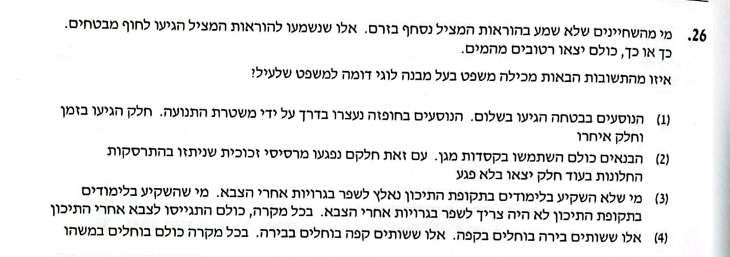 26. מי מהשחיינים שלא שמע בהוראות המציל נסחף בזרם. אלו שנשמעו להוראות המציל הגיעו לחוף מבטחים.
כך או כך, כולם יצאו רטובים מהמים.
איזו מהתשובות הבאות מכילה משפט בעל מבנה לוגי דומה למשפט שלעיל?
(1) הנוסעים בבטחה הגיעו בשלום. הנוסעים בחופזה נעצרו בדרך על ידי משטרת התנועה. חלק הגיעו בזמן
וחלק איחרו
(2) הבנאים כולם השתמשו בקסדות מגן. עם זאת חלקם נפגעו מרסיסי זכוכית שניתזו בהתרסקות
החלונות בעוד חלק יצאו בלא פגע
(3) מי שלא השקיע בלימודים בתקופת התיכון נאלץ לשפר בגרויות אחרי הצבא. מי שהשקיע בלימודים
בתקופת התיכון לא היה צריך לשפר בגרויות אחרי הצבא. בכל מקרה, כולם התגייסו לצבא אחרי התיכון
(4) אלו ששותים בירה בוחלים בקפה. אלו ששותים קפה בוחלים בבירה. בכל מקרה כולם בוחלים במשהו